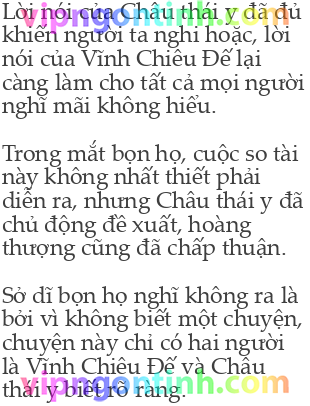 Lời nói của Châu thái y đã đủ
vipngontinh.com
khiến người ta nghi hoặc, lời
nói của Vĩnh Chiêu Đế lại
càng làm cho tất cả mọi người
nghĩ mãi không hiểu.
Trong mắt bọn họ, cuộc so tài
này không nhất thiết phải
diễn ra, nhưng Châu thái y đã
chủ động đề xuất, hoàng
thượng cũng đã chấp thuận.
Sở dĩ bọn họ nghĩ không ra là
bởi vì không biết một chuyện,
chuyện này chỉ có hai người
là Vĩnh Chiêu Đế và Châu
thái y biết rõ ràng.
vipngontinh.com